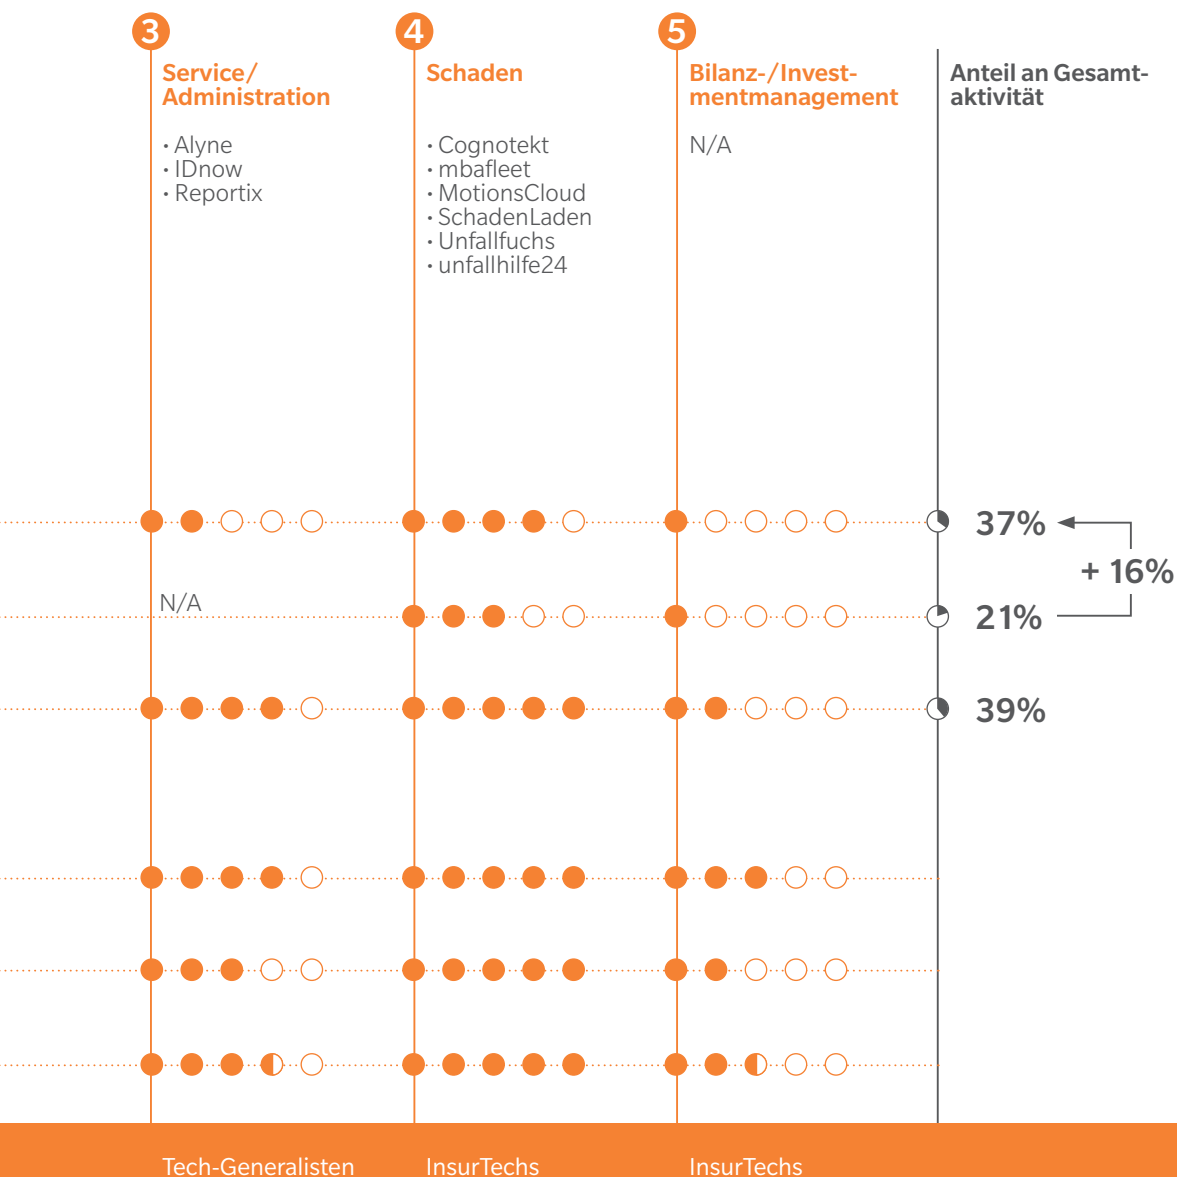 3
Service/
Administration
• Alyne
• IDnow
• Reportix
4
Schaden
• Cognotekt
• mbafleet
• MotionsCloud
• SchadenLaden
• Unfallfuchs
• unfallhilfe24
5
Bilanz-/Invest-
mentmanagement
N/A
Anteil an Gesamt-
aktivität
37%
+ 16%
N/A
21%
39%
Tech-Generalisten
InsurTechs
InsurTechs